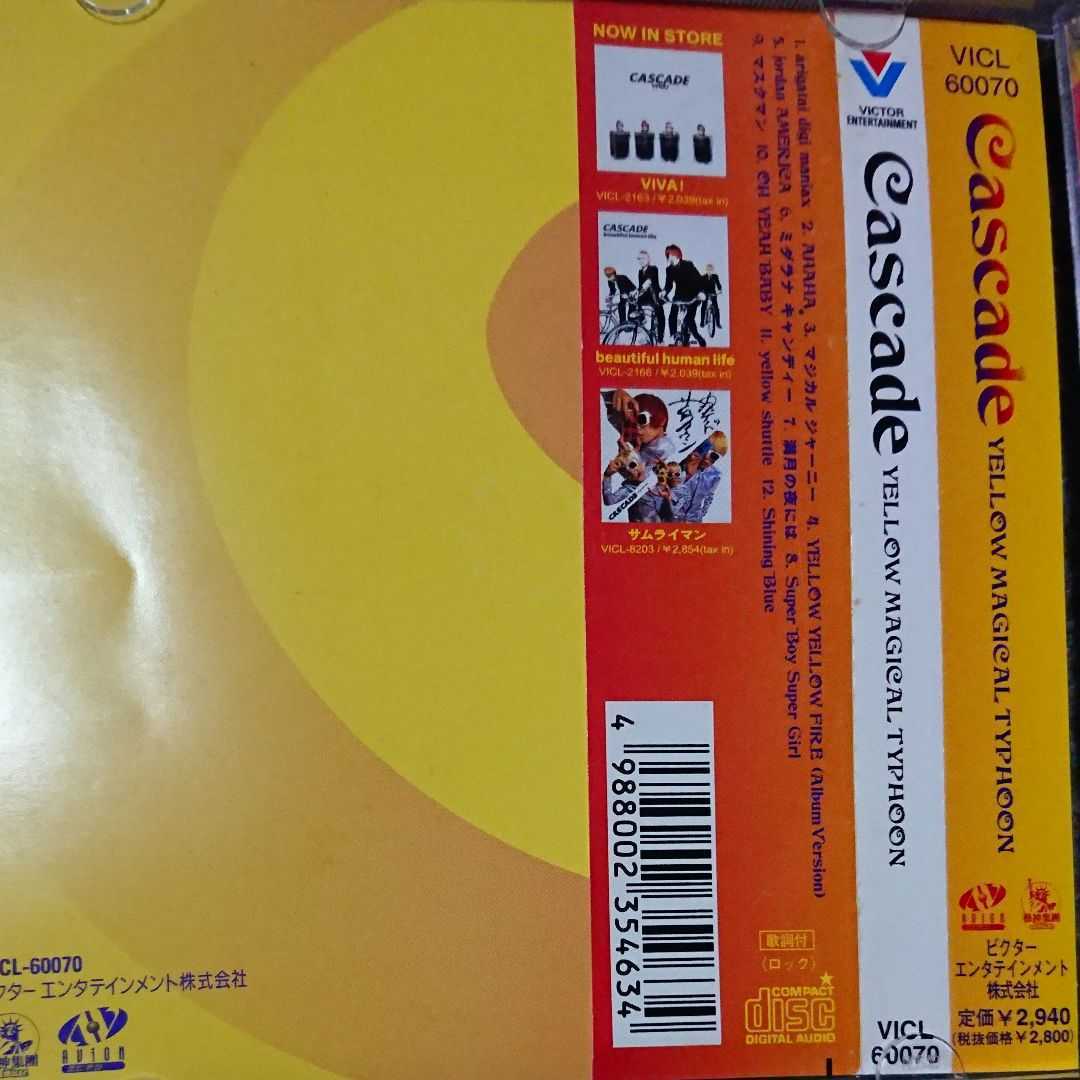 NOW IN STORE
CASCADE
VIVA!
VIVA!
VICL-2163 / ¥2,039(tax in)
CASCADE
beautiful human life
beautiful human life
VICL-2166 / ¥2,039(tax in)
CASCADE
サムライマン
VICL-8203 / ¥2,854(tax in)
1. arigatai digi maniax 2. AHAHA 3. マジカル ジャーニー 4. YELLOW YELLOW FIRE (Album Version)
5. jordan AMERICA 6. ミダラナ キャンディー 7. 満月の夜には 8. Super Boy Super Girl
9. マスクマン 10. OH YEAH BABY 11. yellow shuttle 12. Shining Blue
4 988002 354634
歌詞付
(ロック)
COMPACT
disc
DIGITAL AUDIO
VICTOR
ENTERTAINMENT
Cascade YELLOW MAGICAL TYPHOON
VICL
60070
VICL
60070
Cascade YELLOW MAGICAL TYPHOON
AVION
ビクター
エンタテインメント
株式会社
定価¥2,940
(税抜価格¥2,800)
CL-60070
クター エンタテインメント株式会社
AVION